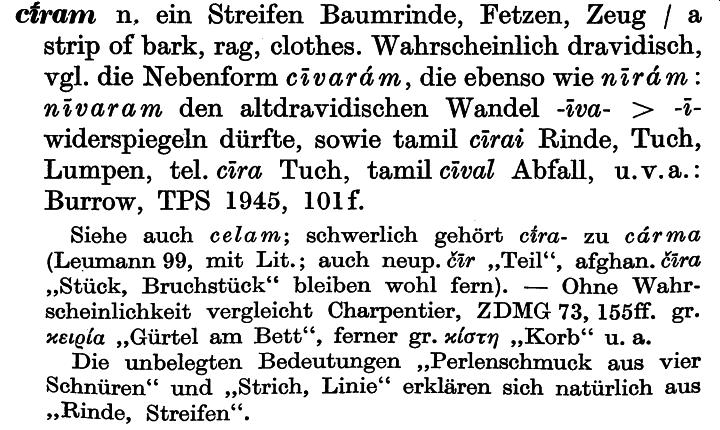 cī́ram n. ein Streifen Baumrinde, Fetzen, Zeug / a
strip of bark, rag, clothes. Wahrscheinlich dravidisch,
vgl. die Nebenform cīvarám, die ebenso wie nīrám:
nīvaram den altdravidischen Wandel -īva- > -ī-
widerspiegeln dürfte, sowie tamil cīrai Rinde, Tuch,
Lumpen, tel. cīra Tuch, tamil cīval Abfall, u.v.a.:
Burrow, TPS 1945, 101f.
Siehe auch celam; schwerlich gehört cī́ra- zu cárma
(Leumann 99, mit Lit.; auch neup. čīr „Teil“, afghan. čīra
„Stück, Bruchstück“ bleiben wohl fern). — Ohne Wahr-
scheinlichkeit vergleicht Charpentier, ZDMG 73, 155ff. gr.
κειρία „Gürtel am Bett“, ferner gr. κίστη „Korb“ u. a.
Die unbelegten Bedeutungen „Perlenschmuck aus vier
Schnüren“ und „Strich, Linie“ erklären sich natürlich aus
„Rinde, Streifen“.